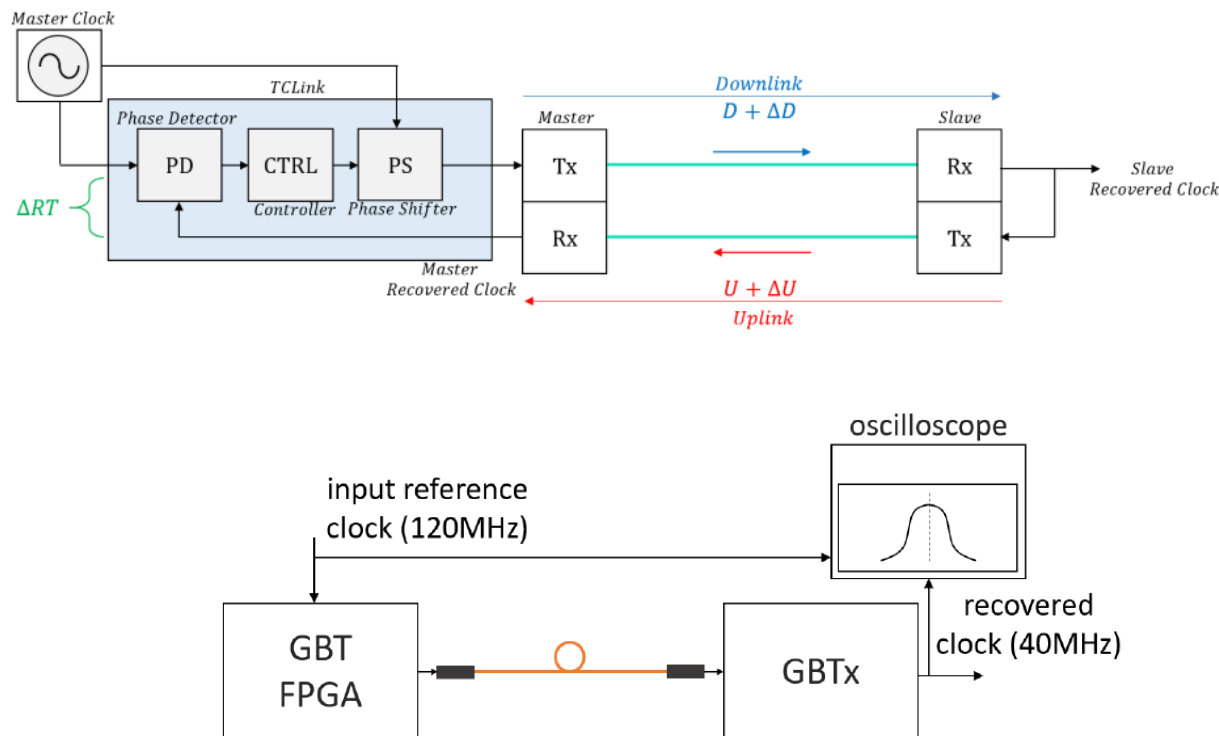 Master Clock
TCLink
Phase Detector
PD
CTRL
PS
Controller
Phase Shifter
ΔRT
Master
Recovered Clock
Downlink
D + ΔD
Master
Slave
Tx
Rx
Rx
Tx
Slave
Recovered Clock
U + ΔU
Uplink
oscilloscope
input reference
clock (120MHz)
recovered
clock (40MHz)
GBT
FPGA
GBTx